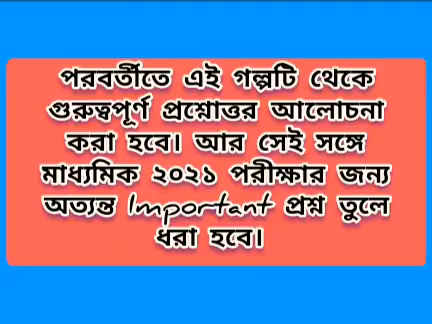 পরবর্তীতে এই গল্পটি থেকে
গুরুত্বপূর্ণ প্রশ্নোত্তর আলোচনা
করা হবে। আর সেই সঙ্গে
মাধ্যমিক ২০২১ পরীক্ষার জন্য
অত্যন্ত Important প্রশ্ন তুলে
ধরা হবে।